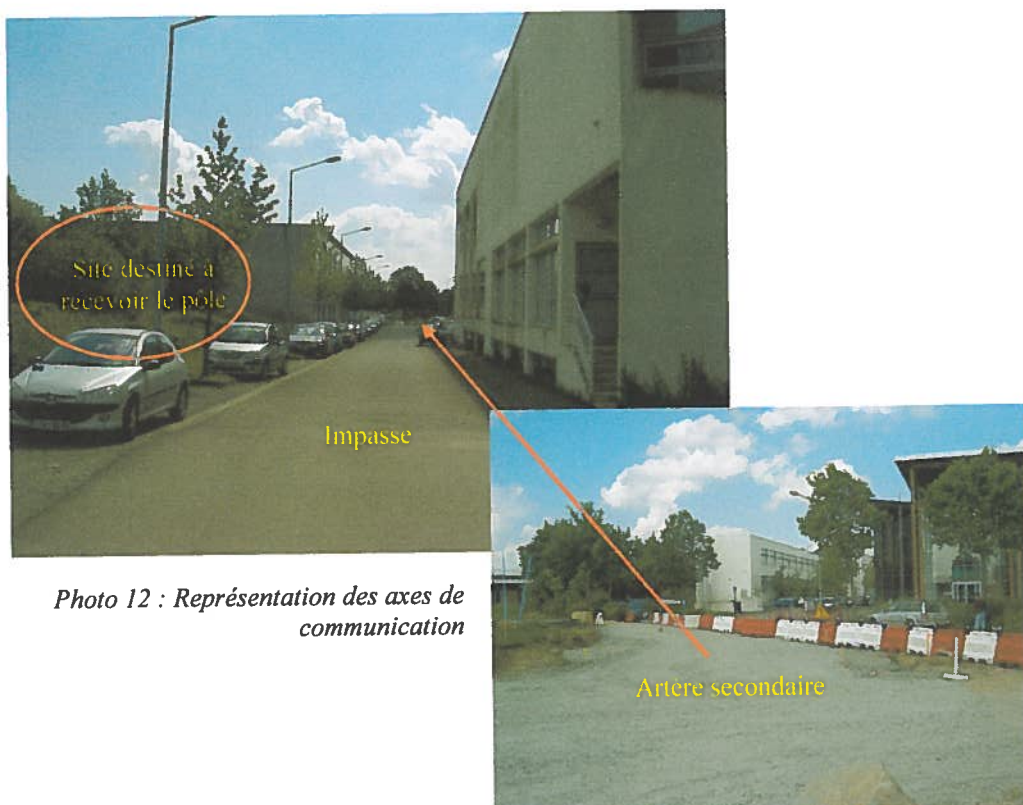 Site destiné à
recevoir le pôle
Impasse
Photo 12 : Représentation des axes de
communication
Artère secondaire